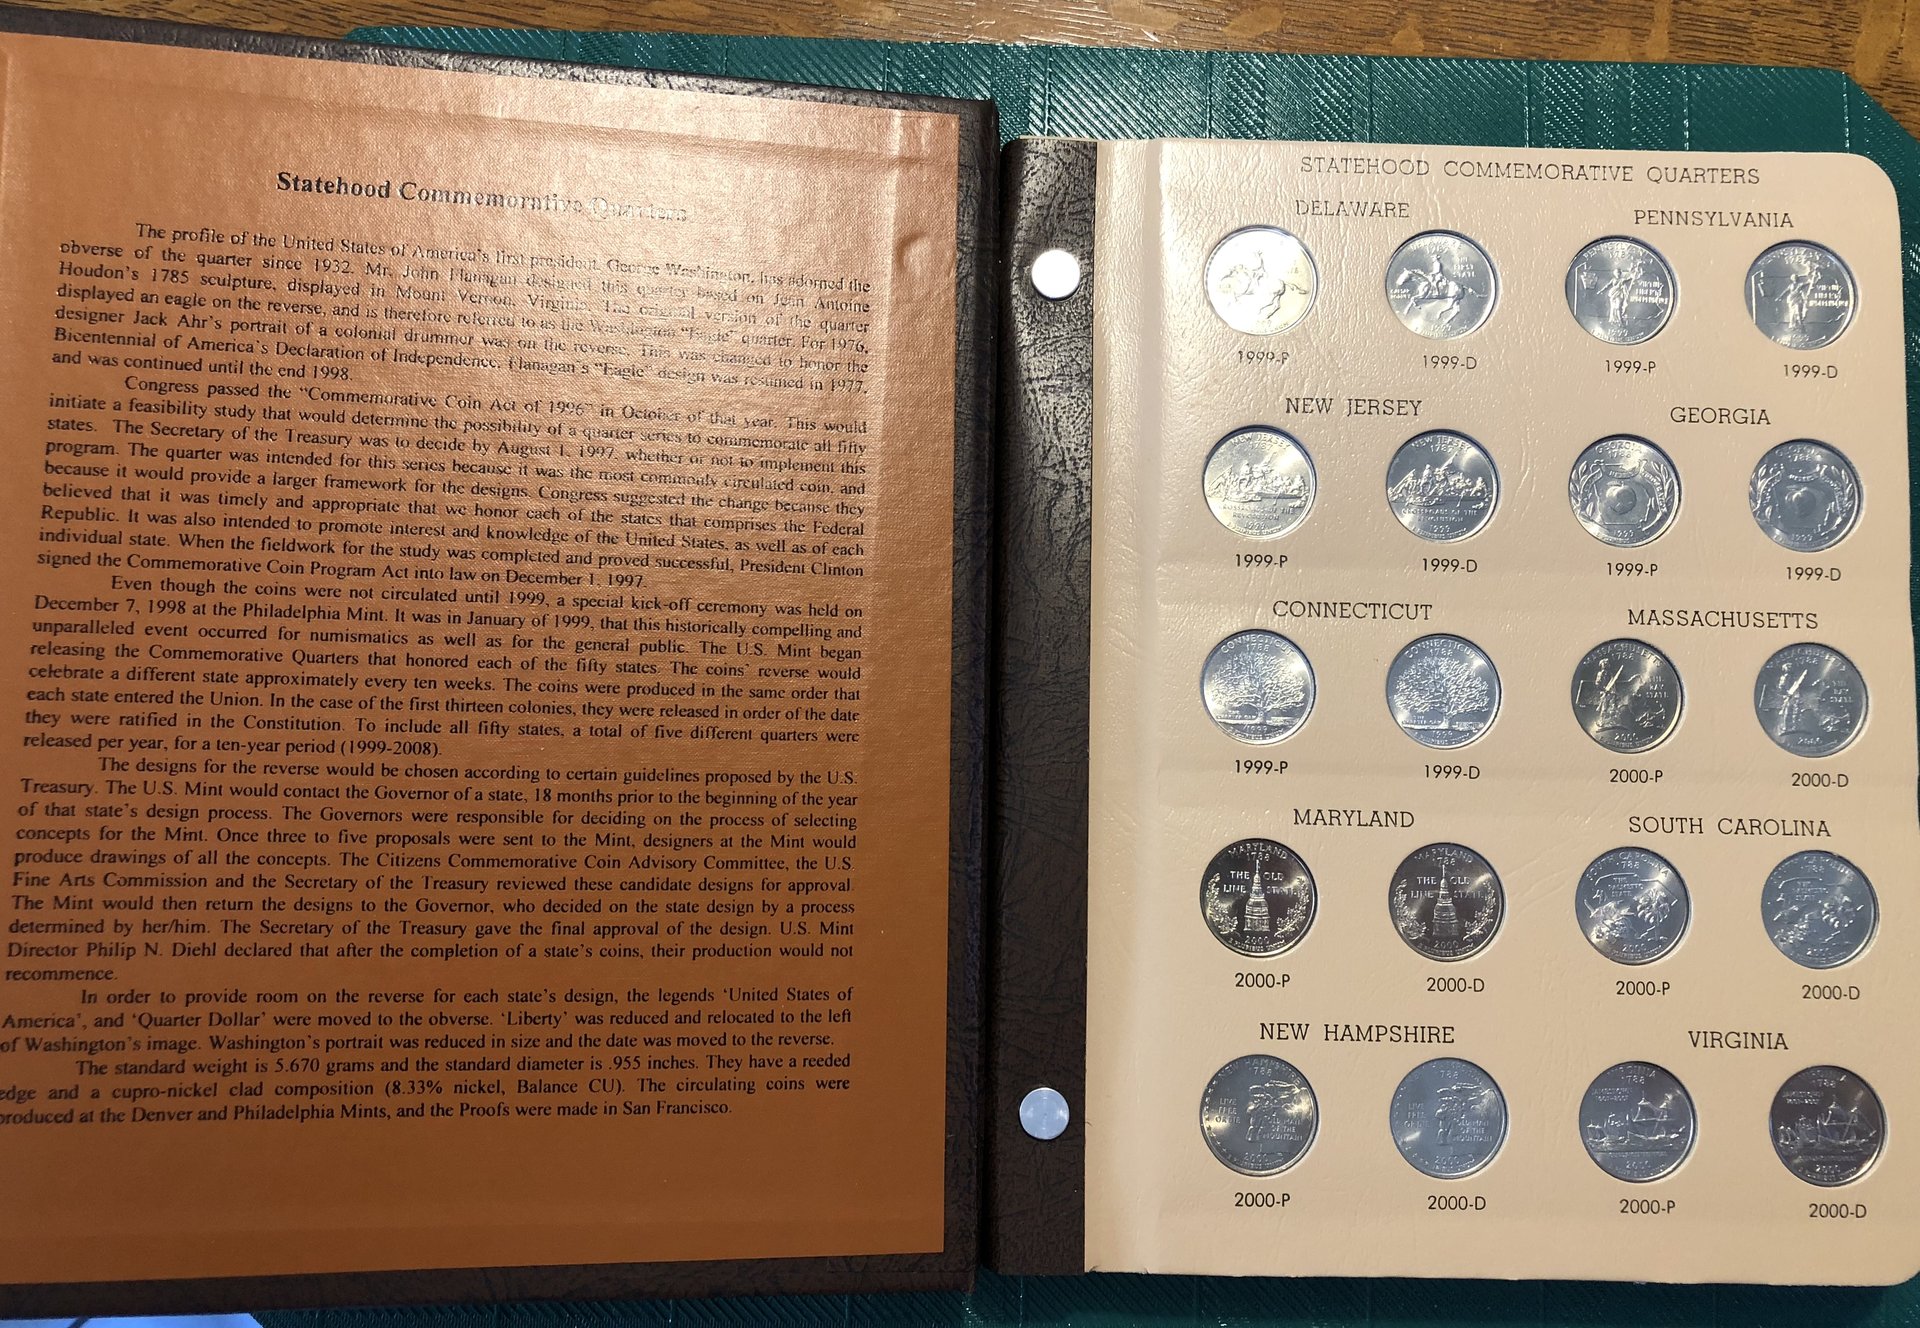 Statehood Commemorative Quarters
The profile of the United States of America's first president, George Washington, has adorned the
obverse of the quarter since 1932. Mr. John Flanagan designed this quarter based on Jean Antoine
Houdon's 1785 sculpture, displayed in Mount Vernon, Virginia. The original version of the quarter
displayed an eagle on the reverse, and is therefore referred to as the Washington "Eagle" quarter. For 1976,
designer Jack Ahr's portrait of a colonial drummer was on the reverse. This was changed to honor the
Bicentennial of America's Declaration of Independence. Flanagan's "Eagle" design was resumed in 1977,
and was continued until the end 1998.
Congress passed the "Commemorative Coin Act of 1996" in October of that year. This would
initiate a feasibility study that would determine the possibility of a quarter series to commemorate all fifty
states. The Secretary of the Treasury was to decide by August 1, 1997, whether or not to implement this
program. The quarter was intended for this series because it was the most commonly circulated coin, and
because it would provide a larger framework for the designs. Congress suggested the change because they
believed that it was timely and appropriate that we honor each of the states that comprises the Federal
Republic. It was also intended to promote interest and knowledge of the United States, as well as of each
individual state. When the fieldwork for the study was completed and proved successful, President Clinton
signed the Commemorative Coin Program Act into law on December 1, 1997.
Even though the coins were not circulated until 1999, a special kick-off ceremony was held on
December 7, 1998 at the Philadelphia Mint. It was in January of 1999, that this historically compelling and
unparalleled event occurred for numismatics as well as for the general public. The U.S. Mint began
releasing the Commemorative Quarters that honored each of the fifty states. The coins' reverse would
celebrate a different state approximately every ten weeks. The coins were produced in the same order that
each state entered the Union. In the case of the first thirteen colonies, they were released in order of the date
they were ratified in the Constitution. To include all fifty states, a total of five different quarters were
released per year, for a ten-year period (1999-2008).
The designs for the reverse would be chosen according to certain guidelines proposed by the U.S.
Treasury. The U.S. Mint would contact the Governor of a state, 18 months prior to the beginning of the year
of that state's design process. The Governors were responsible for deciding on the process of selecting
concepts for the Mint. Once three to five proposals were sent to the Mint, designers at the Mint would
produce drawings of all the concepts. The Citizens Commemorative Coin Advisory Committee, the U.S.
Fine Arts Commission and the Secretary of the Treasury reviewed these candidate designs for approval.
The Mint would then return the designs to the Governor, who decided on the state design by a process
determined by her/him. The Secretary of the Treasury gave the final approval of the design. U.S. Mint
Director Philip N. Diehl declared that after the completion of a state's coins, their production would not
recommence.
In order to provide room on the reverse for each state's design, the legends 'United States of
America', and 'Quarter Dollar' were moved to the obverse. 'Liberty' was reduced and relocated to the left
of Washington's image. Washington's portrait was reduced in size and the date was moved to the reverse.
The standard weight is 5.670 grams and the standard diameter is .955 inches. They have a reeded
edge and a cupro-nickel clad composition (8.33% nickel, Balance CU). The circulating coins were
produced at the Denver and Philadelphia Mints, and the Proofs were made in San Francisco.
STATEHOOD COMMEMORATIVE QUARTERS
DELAWARE PENNSYLVANIA
1999-P 1999-D 1999-P 1999-D
NEW JERSEY GEORGIA
1999-P 1999-D 1999-P 1999-D
CONNECTICUT MASSACHUSETTS
1999-P 1999-D 2000-P 2000-D
MARYLAND SOUTH CAROLINA
MARYLAND 1788 THE OLD LINE STATE 2000 E PLURIBUS UNUM
2000-P 2000-D 2000-P 2000-D
NEW HAMPSHIRE VIRGINIA
2000-P 2000-D 2000-P 2000-D